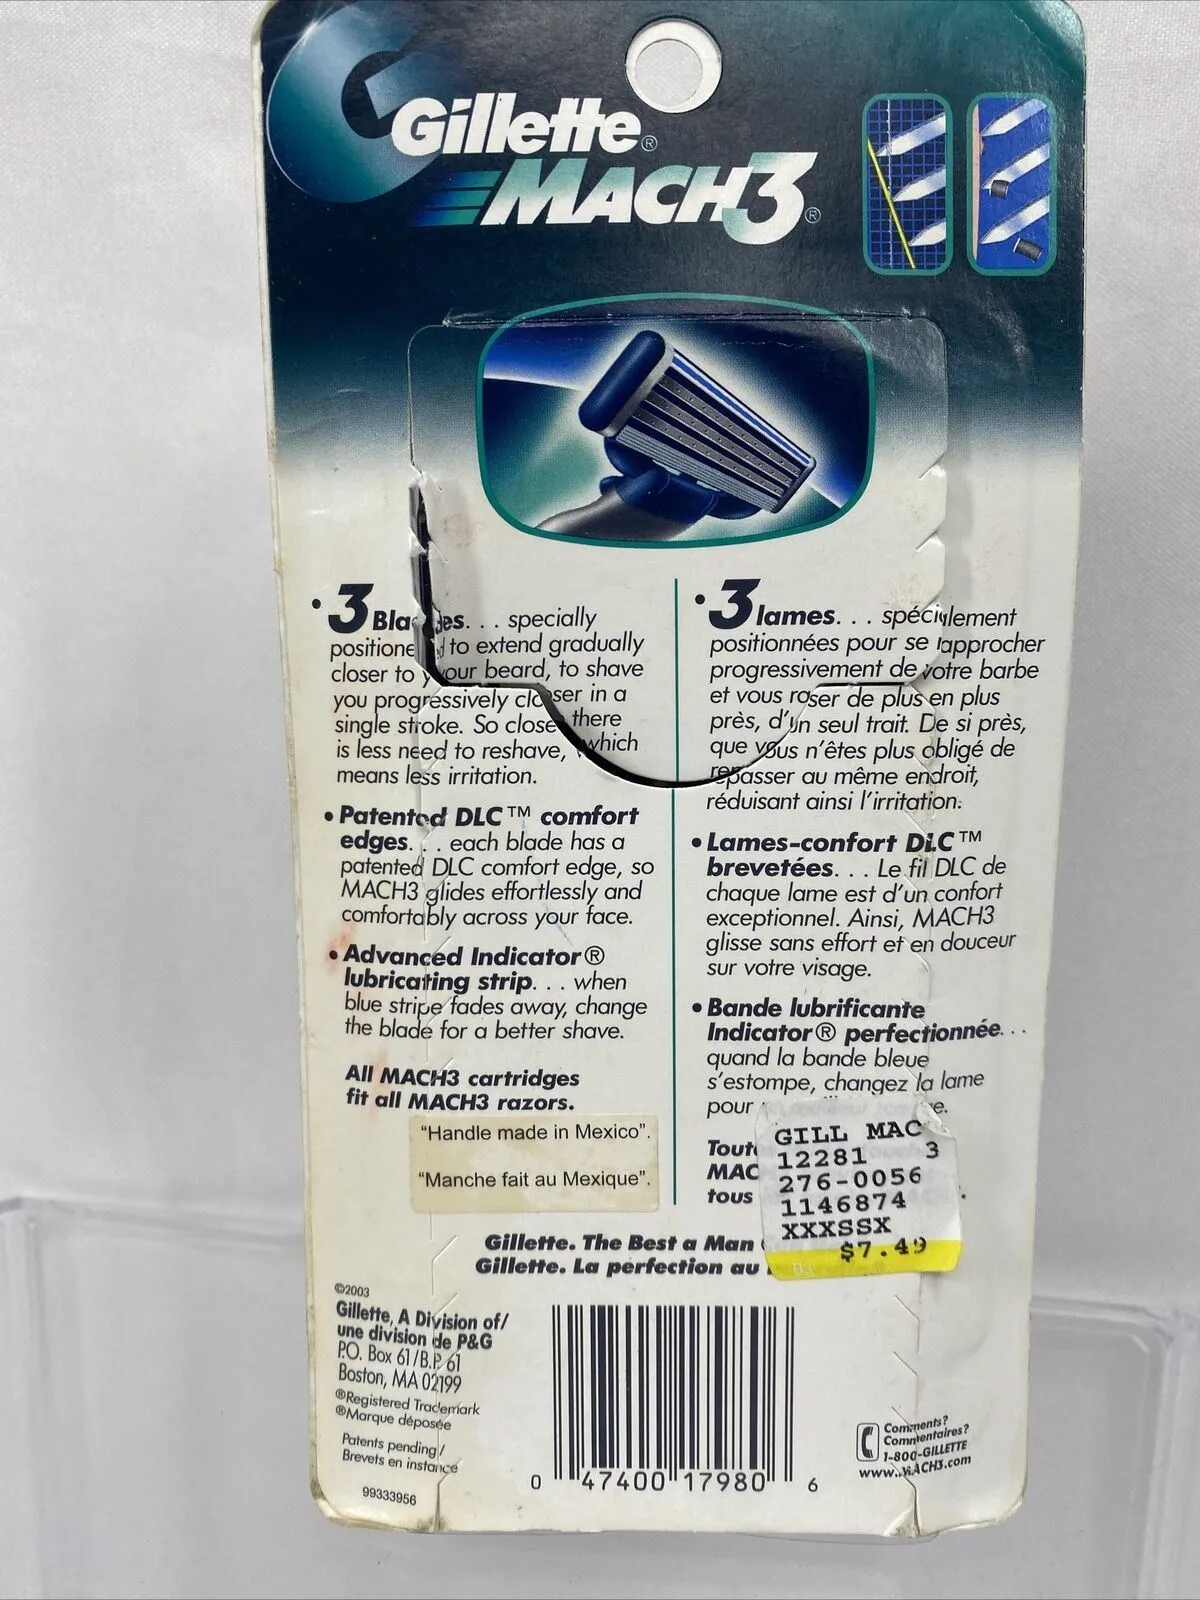 Gillette®
MACH3®
• 3 Blades... specially
positioned to extend gradually
closer to your beard, to shave
you progressively closer in a
single stroke. So close, there
is less need to reshave, which
means less irritation.
• Patented DLC™ comfort
edges... each blade has a
patented DLC comfort edge, so
MACH3 glides effortlessly and
comfortably across your face.
• Advanced Indicator®
lubricating strip... when
blue stripe fades away, change
the blade for a better shave.
All MACH3 cartridges
fit all MACH3 razors.
"Handle made in Mexico".
"Manche fait au Mexique".
• 3 lames... spécialement
positionnées pour se rapprocher
progressivement de votre barbe
et vous raser de plus en plus
près, d'un seul trait. De si près,
que vous n'êtes plus obligé de
repasser au même endroit,
réduisant ainsi l'irritation.
• Lames-confort DLC™
brevetées... Le fil DLC de
chaque lame est d'un confort
exceptionnel. Ainsi, MACH3
glisse sans effort et en douceur
sur votre visage.
• Bande lubrificante
Indicator® perfectionnée...
quand la bande bleue
s'estompe, changez la lame
pour
Tout
MAC
tous
GILL MAC
12281 3
276-0056
1146874
XXXSSX
$7.49
Gillette. The Best a Man
Gillette. La perfection au
©2003
Gillette, A Division of/
une division de P&G
P.O. Box 61/B.P. 61
Boston, MA 02199
®Registered Trademark
®Marque déposée
Patents pending/
Brevets en instance
99333956
0 47400 17980 6
Comments?
Commentaires?
1-800-GILLETTE
www.MACH3.com